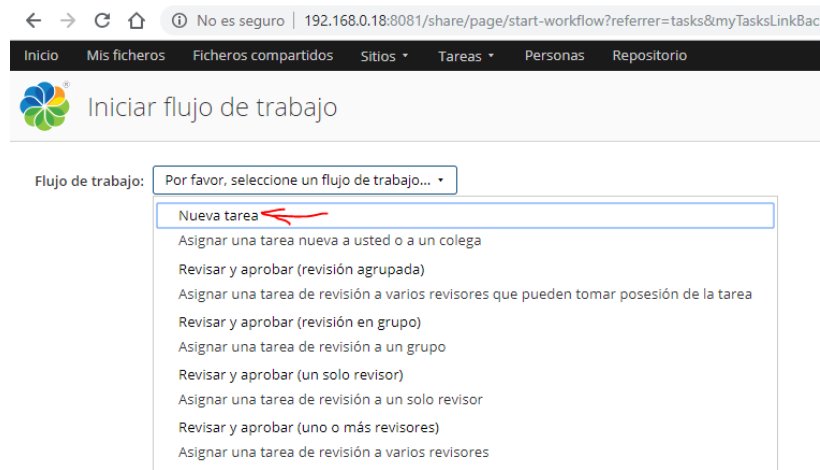 No es seguro | 192.168.0.18:8081/share/page/start-workflow?referrer=tasks&myTasksLinkBac
Inicio Mis ficheros Ficheros compartidos Sitios Tareas Personas Repositorio
Iniciar flujo de trabajo
Flujo de trabajo: Por favor, seleccione un flujo de trabajo...
Nueva tarea
Asignar una tarea nueva a usted o a un colega
Revisar y aprobar (revisión agrupada)
Asignar una tarea de revisión a varios revisores que pueden tomar posesión de la tarea
Revisar y aprobar (revisión en grupo)
Asignar una tarea de revisión a un grupo
Revisar y aprobar (un solo revisor)
Asignar una tarea de revisión a un solo revisor
Revisar y aprobar (uno o más revisores)
Asignar una tarea de revisión a varios revisores